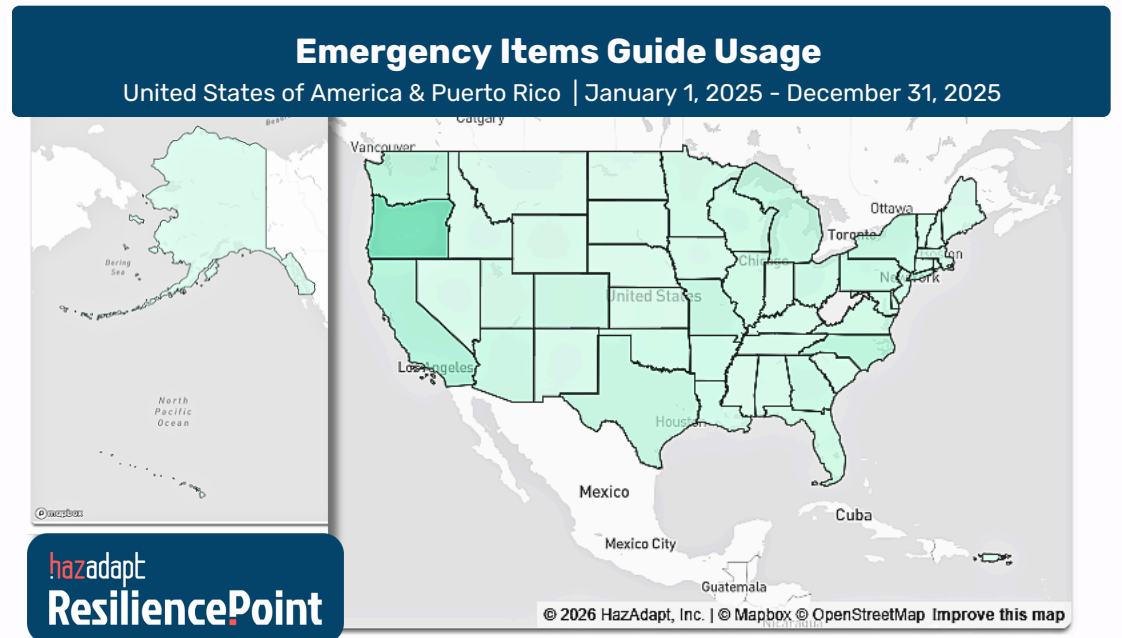 Emergency Items Guide Usage
United States of America & Puerto Rico | January 1, 2025 - December 31, 2025
Calgary
Vancouver
Ottawa
Toronto
Boston
Chicago
New York
United States
Los Angeles
Houston
Bering
Sea
North
Pacific
Ocean
Mexico
Cuba
Mexico City
Guatemala
Nicaragua
mapbox
hazadapt
ResiliencePoint
© 2026 HazAdapt, Inc. | © Mapbox © OpenStreetMap Improve this map